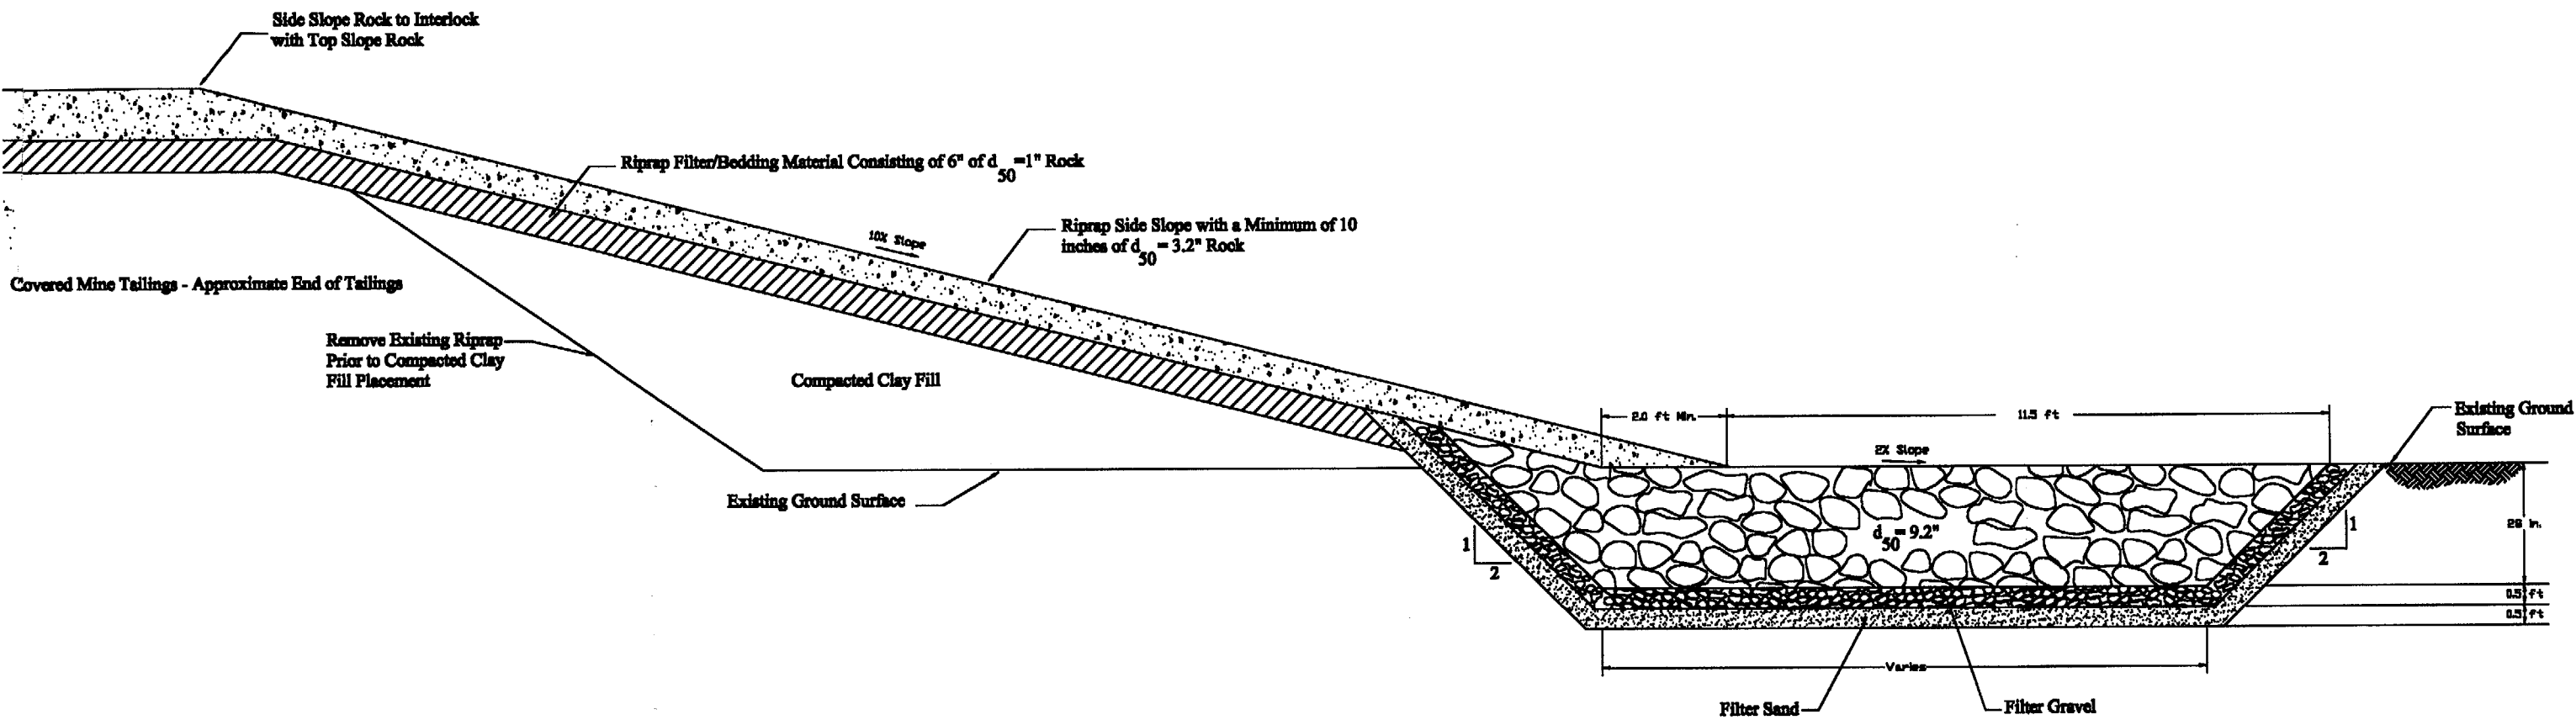 Side Slope Rock to Interlock
with Top Slope Rock
Riprap Filter/Bedding Material Consisting of 6" of d50=1" Rock
10% Slope
Riprap Side Slope with a Minimum of 10
inches of d50= 3.2" Rock
Covered Mine Tailings - Approximate End of Tailings
Remove Existing Riprap
Prior to Compacted Clay
Fill Placement
Compacted Clay Fill
2.0 ft Min.
11.5 ft
Existing Ground
Surface
2% Slope
Existing Ground Surface
d50= 9.2"
1
2
1
2
0.5 ft
0.5 ft
Varies
Filter Sand
Filter Gravel